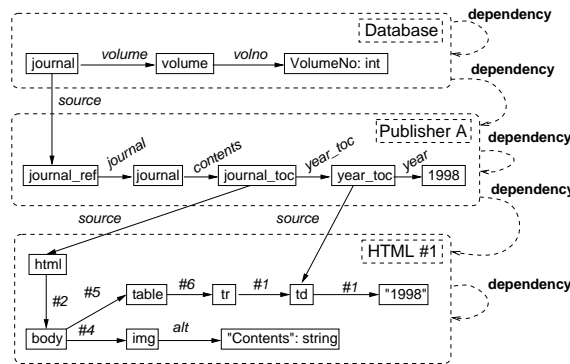 dependency
Database
volume volno
journal volume VolumeNo: int
dependency
source
Publisher A
dependency
journal contents year_toc year
journal_ref journal journal_toc year_toc 1998
dependency
source source
HTML #1
html
#2 #5 #6 #1 #1
table tr td "1998"
dependency
#4 alt
body img "Contents": string